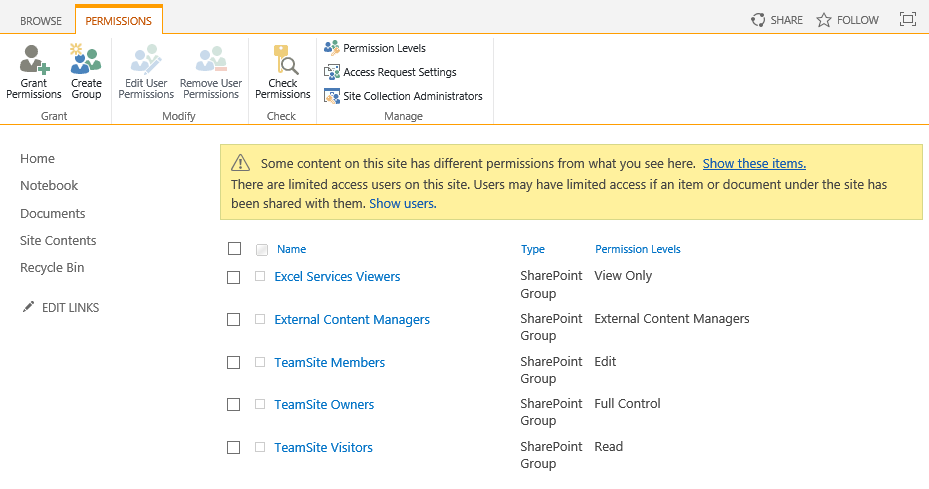 BROWSE PERMISSIONS SHARE FOLLOW
Grant Permissions
Create Group
Grant
Edit User Permissions
Remove User Permissions
Modify
Check Permissions
Check
Permission Levels
Access Request Settings
Site Collection Administrators
Manage
Home
Notebook
Documents
Site Contents
Recycle Bin
EDIT LINKS
Some content on this site has different permissions from what you see here. Show these items.
There are limited access users on this site. Users may have limited access if an item or document under the site has
been shared with them. Show users.
Name Type Permission Levels
Excel Services Viewers SharePoint Group View Only
External Content Managers SharePoint Group External Content Managers
TeamSite Members SharePoint Group Edit
TeamSite Owners SharePoint Group Full Control
TeamSite Visitors SharePoint Group Read